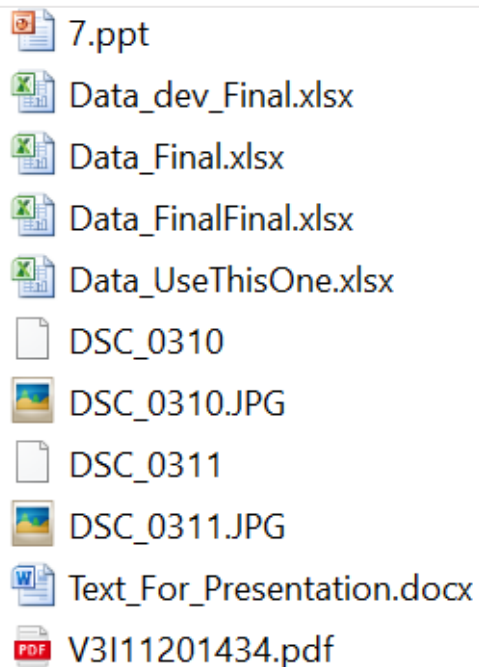 7.ppt
Data_dev_Final.xlsx
Data_Final.xlsx
Data_FinalFinal.xlsx
Data_UseThisOne.xlsx
DSC_0310
DSC_0310.JPG
DSC_0311
DSC_0311.JPG
Text_For_Presentation.docx
V3I11201434.pdf